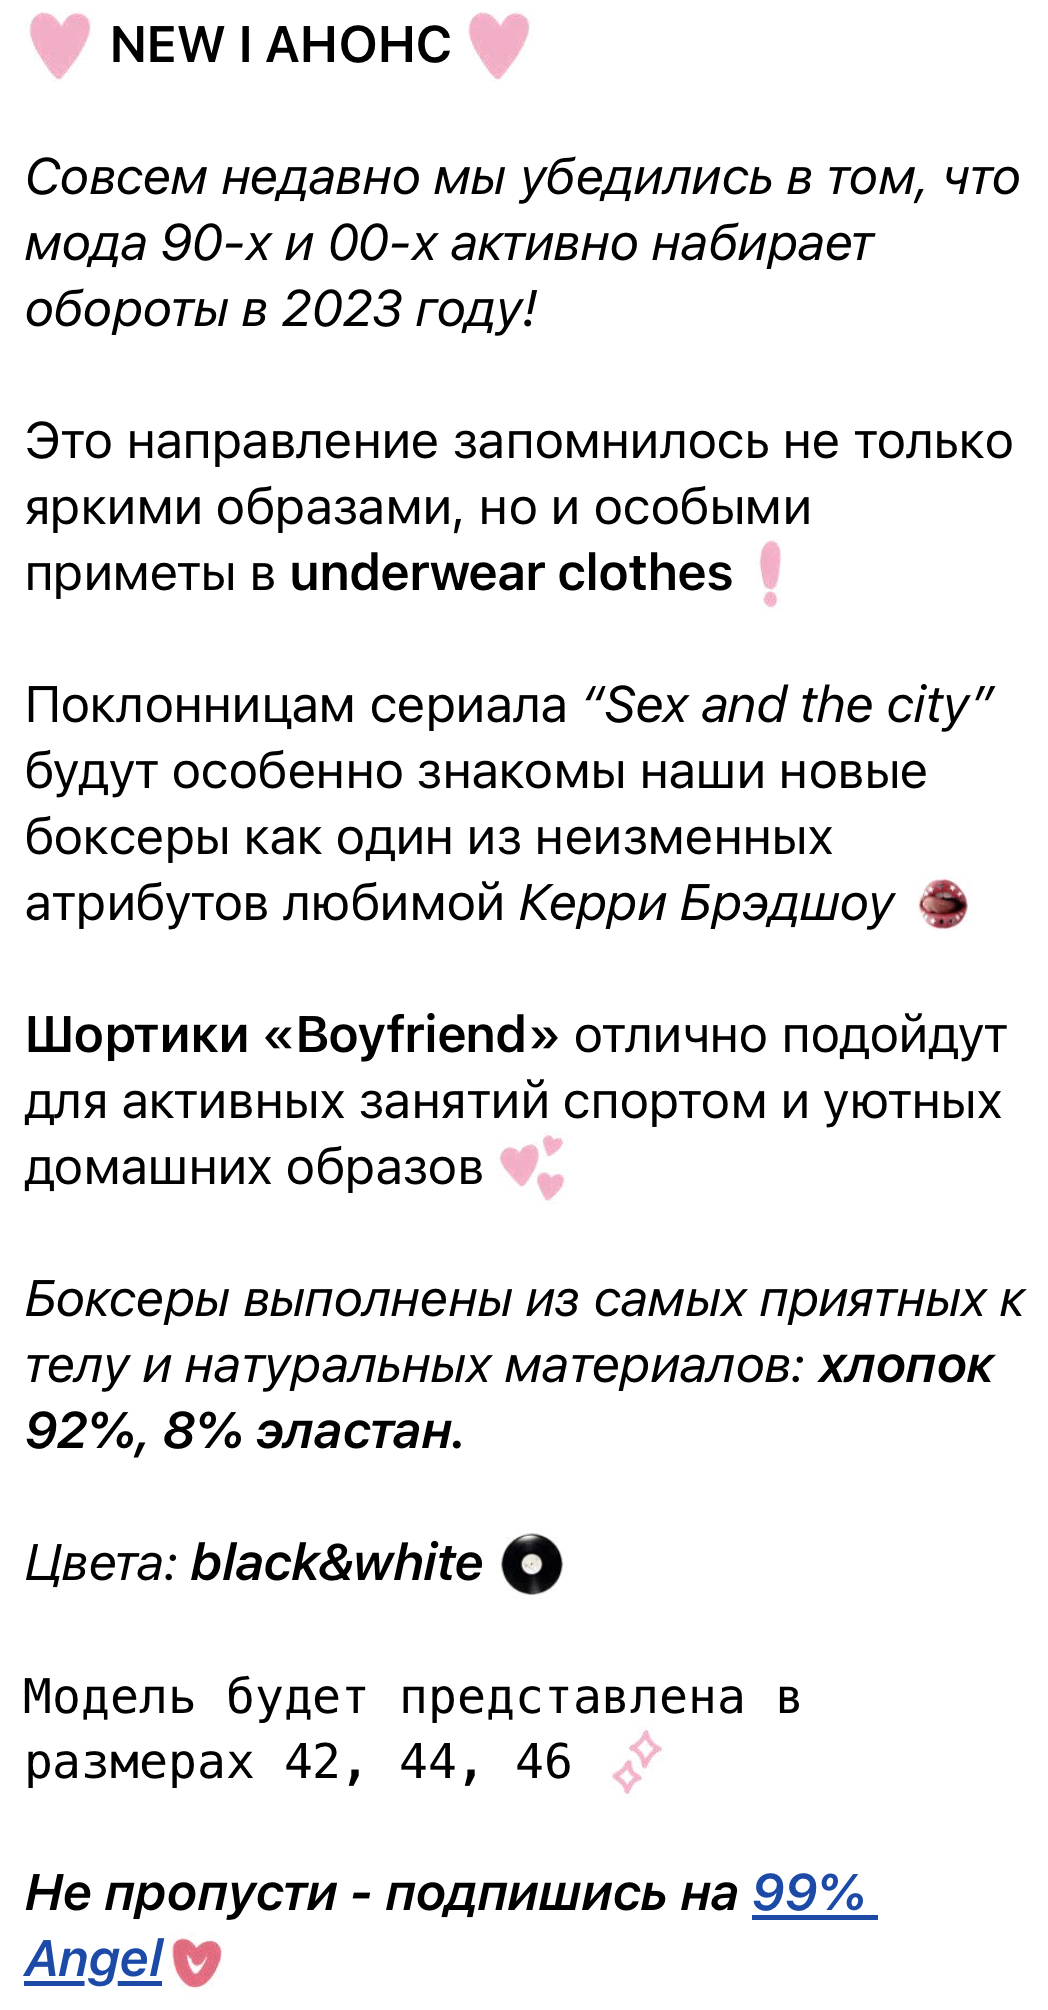 NEW I АНОНС
Совсем недавно мы убедились в том, что
мода 90-х и 00-х активно набирает
обороты в 2023 году!
Это направление запомнилось не только
яркими образами, но и особыми
приметы в underwear clothes
Поклонницам сериала “Sex and the city”
будут особенно знакомы наши новые
боксеры как один из неизменных
атрибутов любимой Керри Брэдшоу
Шортики «Boyfriend» отлично подойдут
для активных занятий спортом и уютных
домашних образов
Боксеры выполнены из самых приятных к
телу и натуральных материалов: хлопок
92%, 8% эластан.
Цвета: black&white
Модель будет представлена в
размерах 42, 44, 46
Не пропусти - подпишись на 99%
Angel